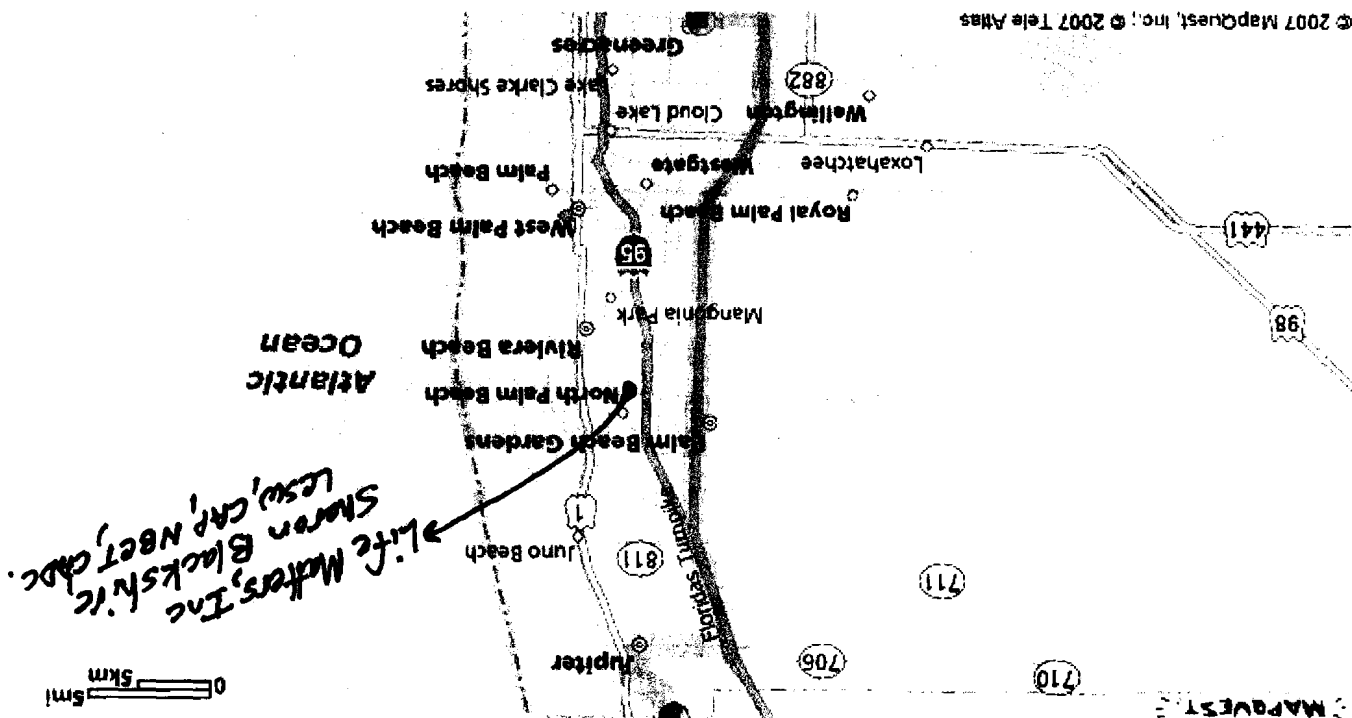 MAPQUEST
0 5mi
5km
710
706
Jupiter
711
811
Juno Beach
1
Floridas Turnpike
Life Matters, Inc
Sharon Blackshire
LCSW, CAP, NBCT, CADC.
Palm Beach Gardens
North Palm Beach
Atlantic
Ocean
Riviera Beach
98
Mangonia Park
95
441
West Palm Beach
Royal Palm Beach
Palm Beach
Westgate
Loxahatchee
Wellington
Cloud Lake
Lake Clarke Shores
882
Greenacres
© 2007 MapQuest, Inc.; © 2007 Tele Atlas